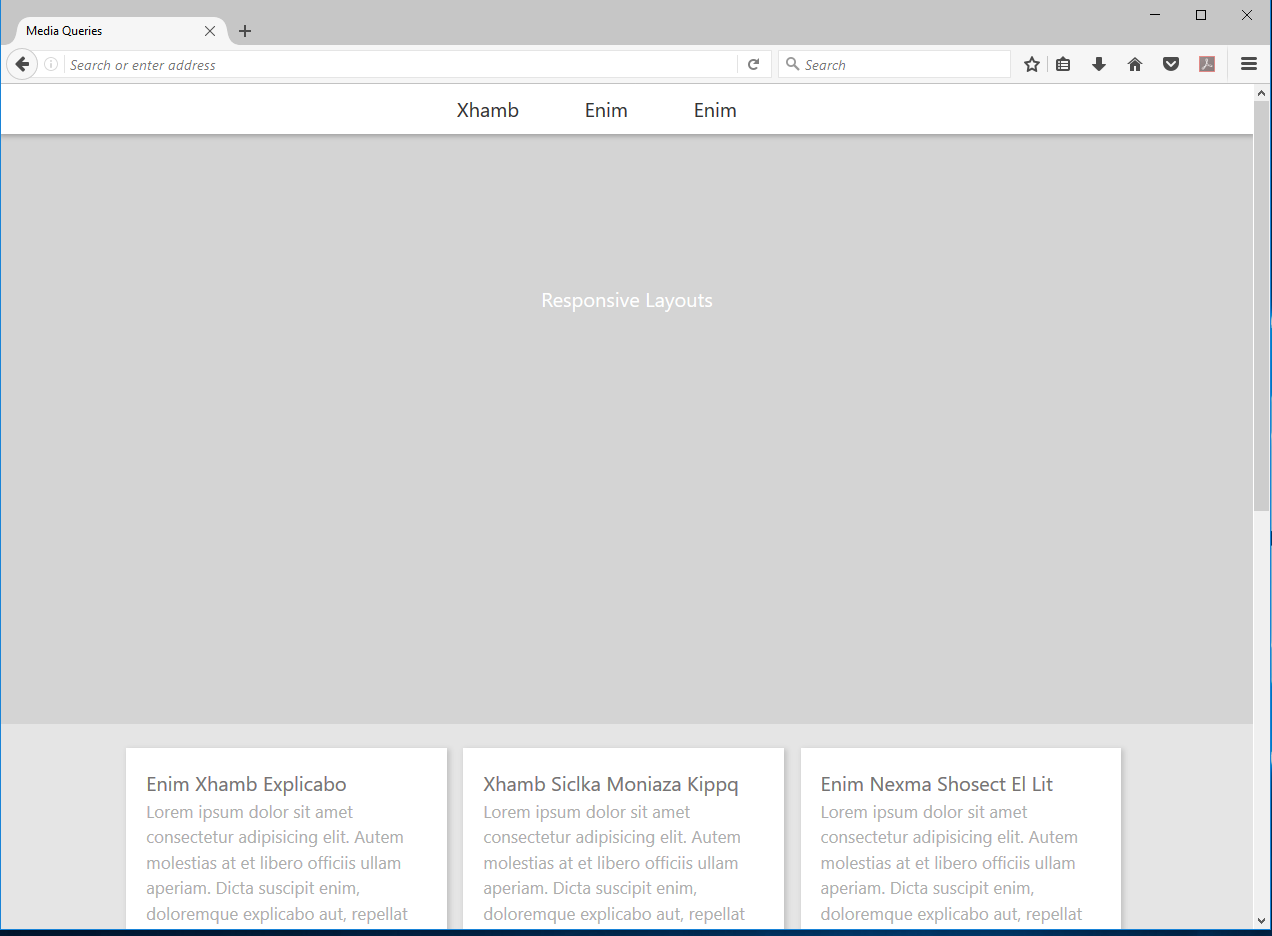 Media Queries
Search or enter address
Search
Xhamb Enim Enim
Responsive Layouts
Enim Xhamb Explicabo
Lorem ipsum dolor sit amet
consectetur adipisicing elit. Autem
molestias at et libero officiis ullam
aperiam. Dicta suscipit enim,
doloremque explicabo aut, repellat
Xhamb Siclka Moniaza Kippq
Lorem ipsum dolor sit amet
consectetur adipisicing elit. Autem
molestias at et libero officiis ullam
aperiam. Dicta suscipit enim,
doloremque explicabo aut, repellat
Enim Nexma Shosect El Lit
Lorem ipsum dolor sit amet
consectetur adipisicing elit. Autem
molestias at et libero officiis ullam
aperiam. Dicta suscipit enim,
doloremque explicabo aut, repellat